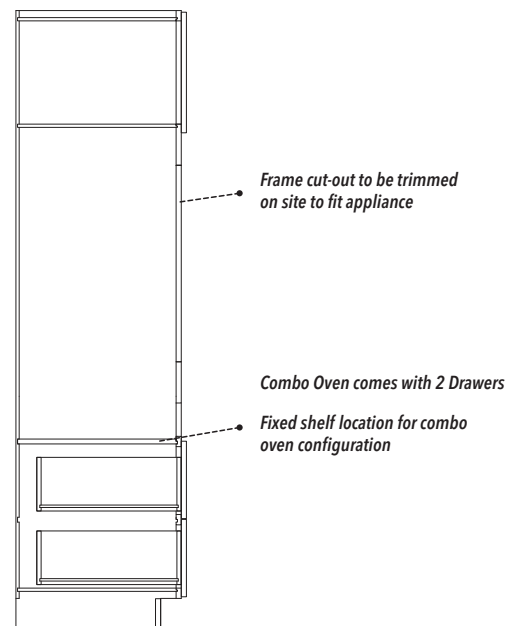 Frame cut-out to be trimmed
on site to fit appliance
Combo Oven comes with 2 Drawers
Fixed shelf location for combo
oven configuration